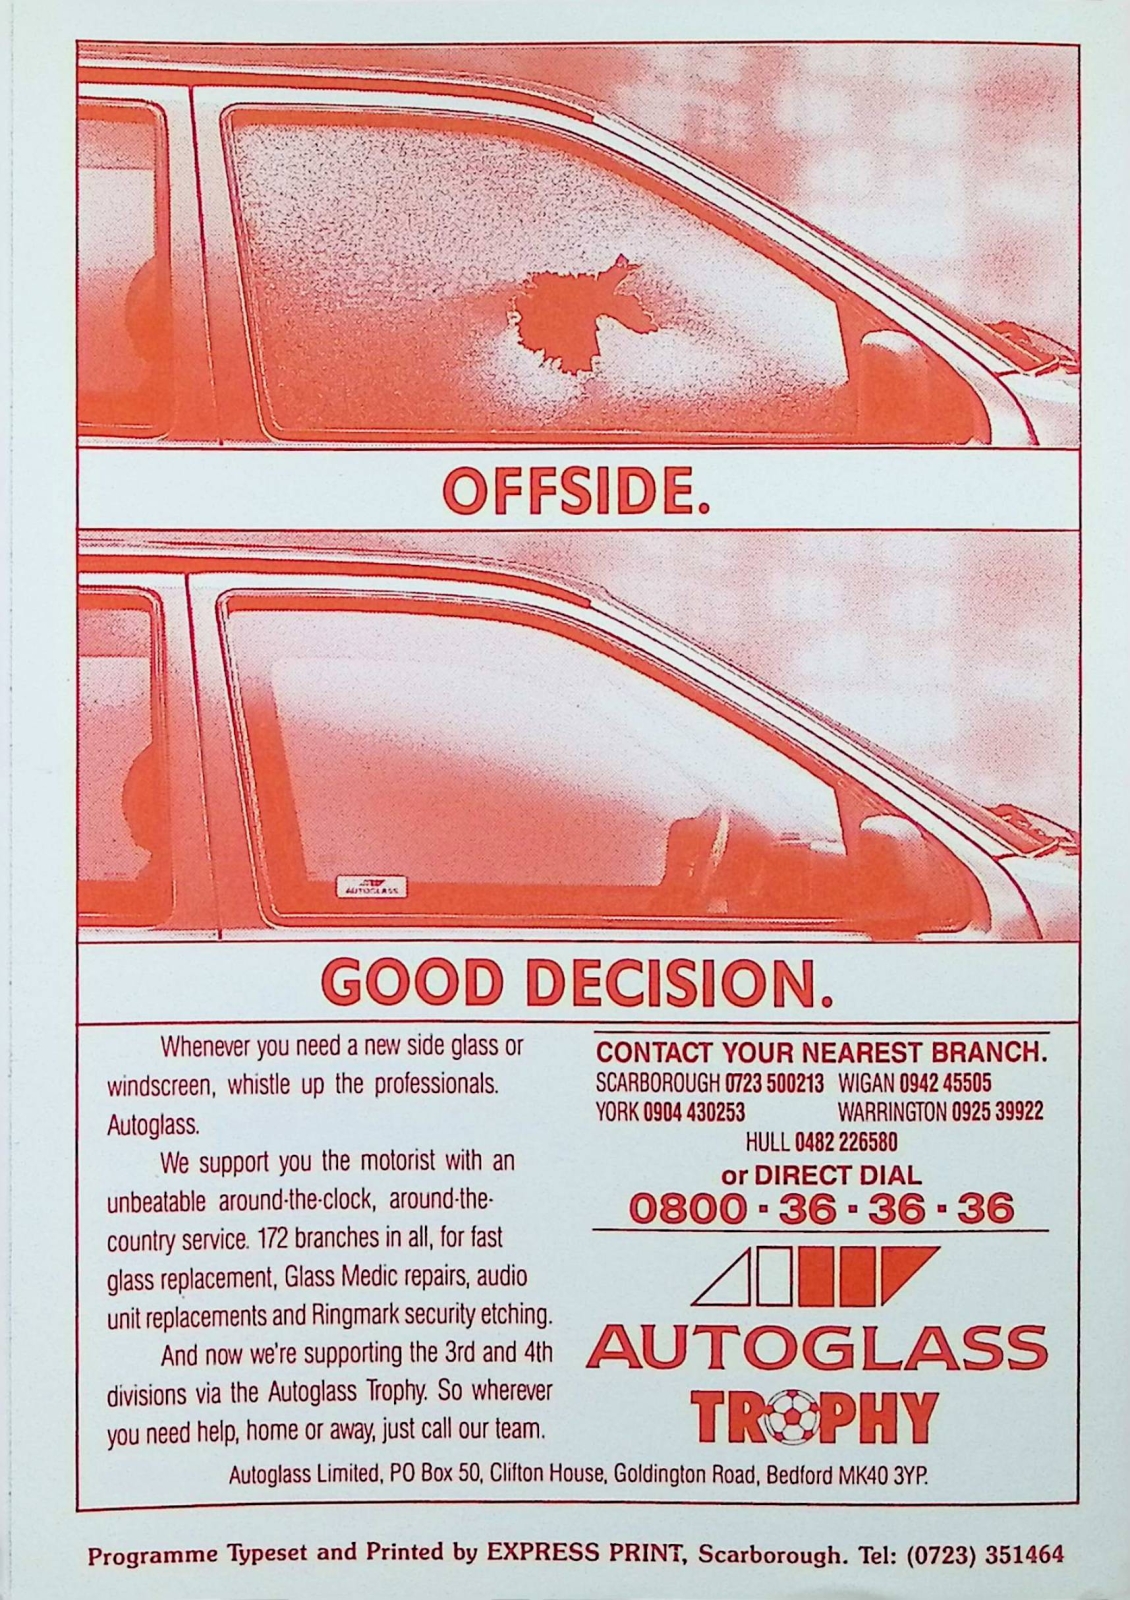 OFFSIDE.
AUTOGLASS
GOOD DECISION.
Whenever you need a new side glass or
windscreen, whistle up the professionals.
Autoglass.
We support you the motorist with an
unbeatable around-the-clock, around-the-
country service. 172 branches in all, for fast
glass replacement, Glass Medic repairs, audio
unit replacements and Ringmark security etching.
And now we're supporting the 3rd and 4th
divisions via the Autoglass Trophy. So wherever
you need help, home or away, just call our team.
CONTACT YOUR NEAREST BRANCH.
SCARBOROUGH 0723 500213 WIGAN 0942 45505
YORK 0904 430253 WARRINGTON 0925 39922
HULL 0482 226580
or DIRECT DIAL
0800 · 36 · 36 · 36
AUTOGLASS
TROPHY
Autoglass Limited, PO Box 50, Clifton House, Goldington Road, Bedford MK40 3YP.
Programme Typeset and Printed by EXPRESS PRINT, Scarborough. Tel: (0723) 351464